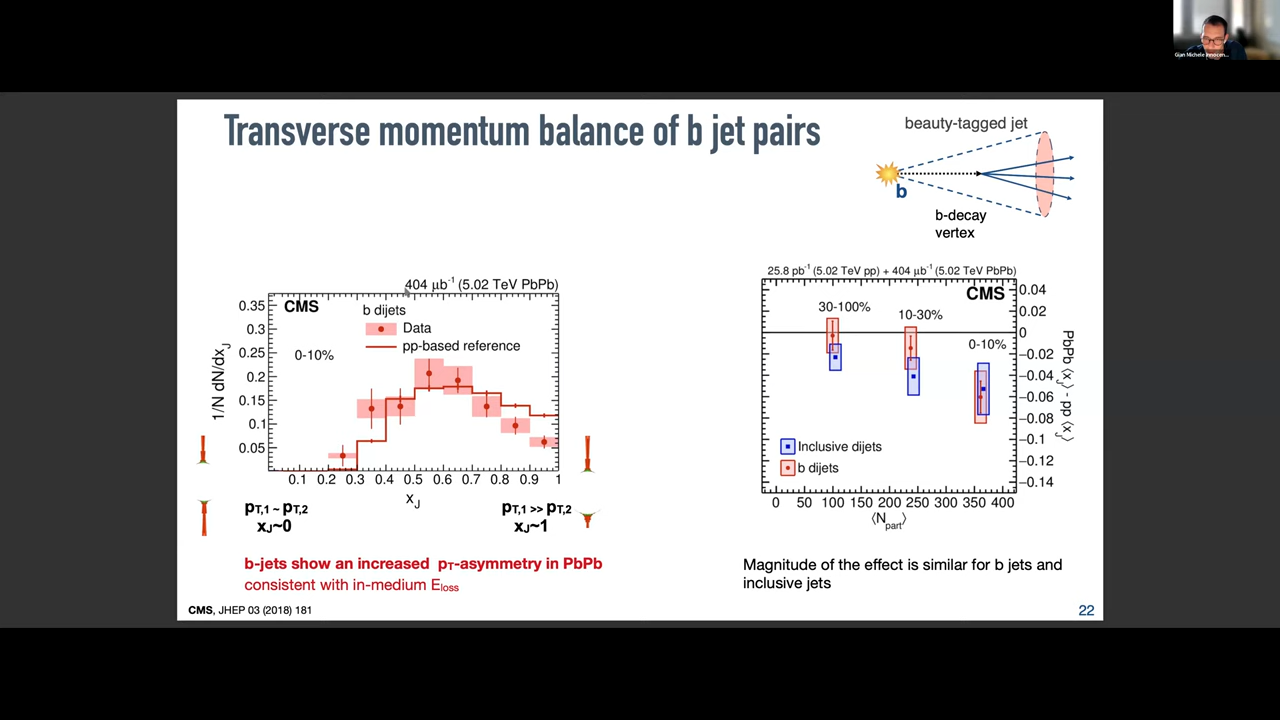 Gian Michele Innocen...
Transverse momentum balance of b jet pairs
beauty-tagged jet
b
b-decay
vertex
404 μb⁻¹ (5.02 TeV PbPb)
CMS
b dijets
Data
pp-based reference
0-10%
1/N dN/dx_J
0.35
0.3
0.25
0.2
0.15
0.1
0.05
0.1 0.2 0.3 0.4 0.5 0.6 0.7 0.8 0.9 1
x_J
p_T,1 ~ p_T,2
x_J~0
p_T,1 >> p_T,2
x_J~1
b-jets show an increased p_T-asymmetry in PbPb
consistent with in-medium E_loss
25.8 pb⁻¹ (5.02 TeV pp) + 404 μb⁻¹ (5.02 TeV PbPb)
CMS
30-100%
10-30%
0-10%
Inclusive dijets
b dijets
0.04
0.02
0
−0.02
−0.04
−0.06
−0.08
−0.1
−0.12
−0.14
PbPb ⟨x_J⟩ - pp ⟨x_J⟩
0 50 100 150 200 250 300 350 400
⟨N_part⟩
Magnitude of the effect is similar for b jets and
inclusive jets
CMS, JHEP 03 (2018) 181
22